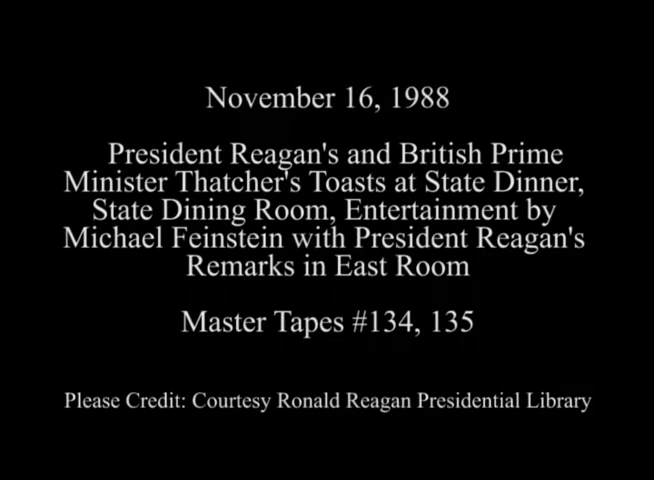 November 16, 1988
President Reagan's and British Prime
Minister Thatcher's Toasts at State Dinner,
State Dining Room, Entertainment by
Michael Feinstein with President Reagan's
Remarks in East Room
Master Tapes #134, 135
Please Credit: Courtesy Ronald Reagan Presidential Library